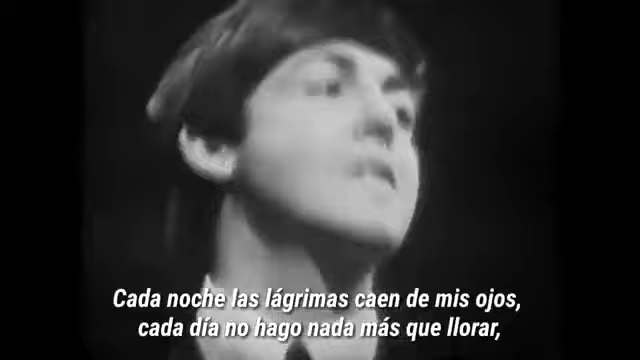 Cada noche las lágrimas caen de mis ojos,
cada día no hago nada más que llorar,